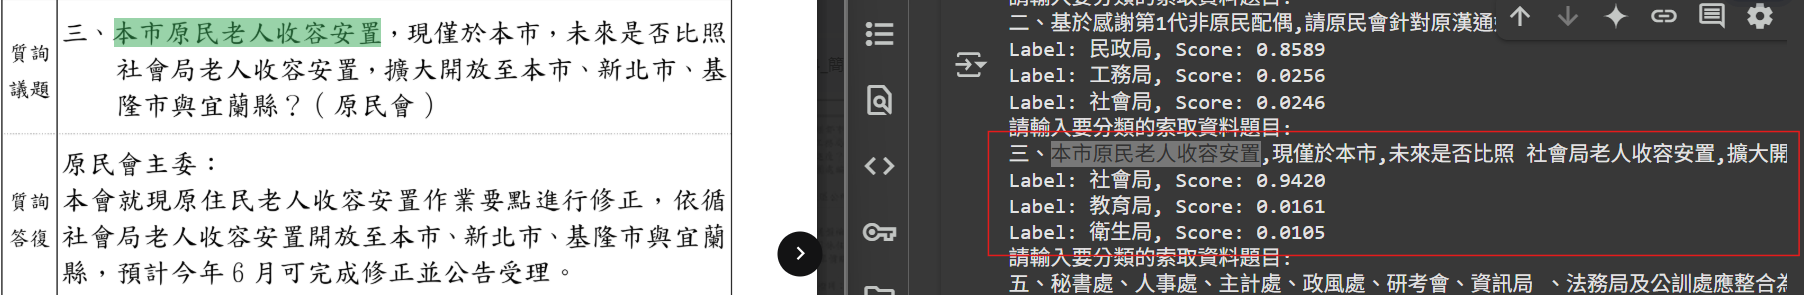 質詢
議題
三、本市原民老人收容安置，現僅於本市，未來是否比照
社會局老人收容安置，擴大開放至本市、新北市、基
隆市與宜蘭縣？（原民會）
質詢
答復
原民會主委：
本會就現原住民老人收容安置作業要點進行修正，依循
社會局老人收容安置開放至本市、新北市、基隆市與宜蘭
縣，預計今年 6 月可完成修正並公告受理。
二、基於感謝第1代非原民配偶,請原民會針對原漢通
Label: 民政局, Score: 0.8589
Label: 工務局, Score: 0.0256
Label: 社會局, Score: 0.0246
請輸入要分類的索取資料題目:
三、本市原民老人收容安置,現僅於本市,未來是否比照 社會局老人收容安置,擴大開
Label: 社會局, Score: 0.9420
Label: 教育局, Score: 0.0161
Label: 衛生局, Score: 0.0105
請輸入要分類的索取資料題目:
五、秘書處、人事處、主計處、政風處、研考會、資訊局 、法務局及公訓處應整合為